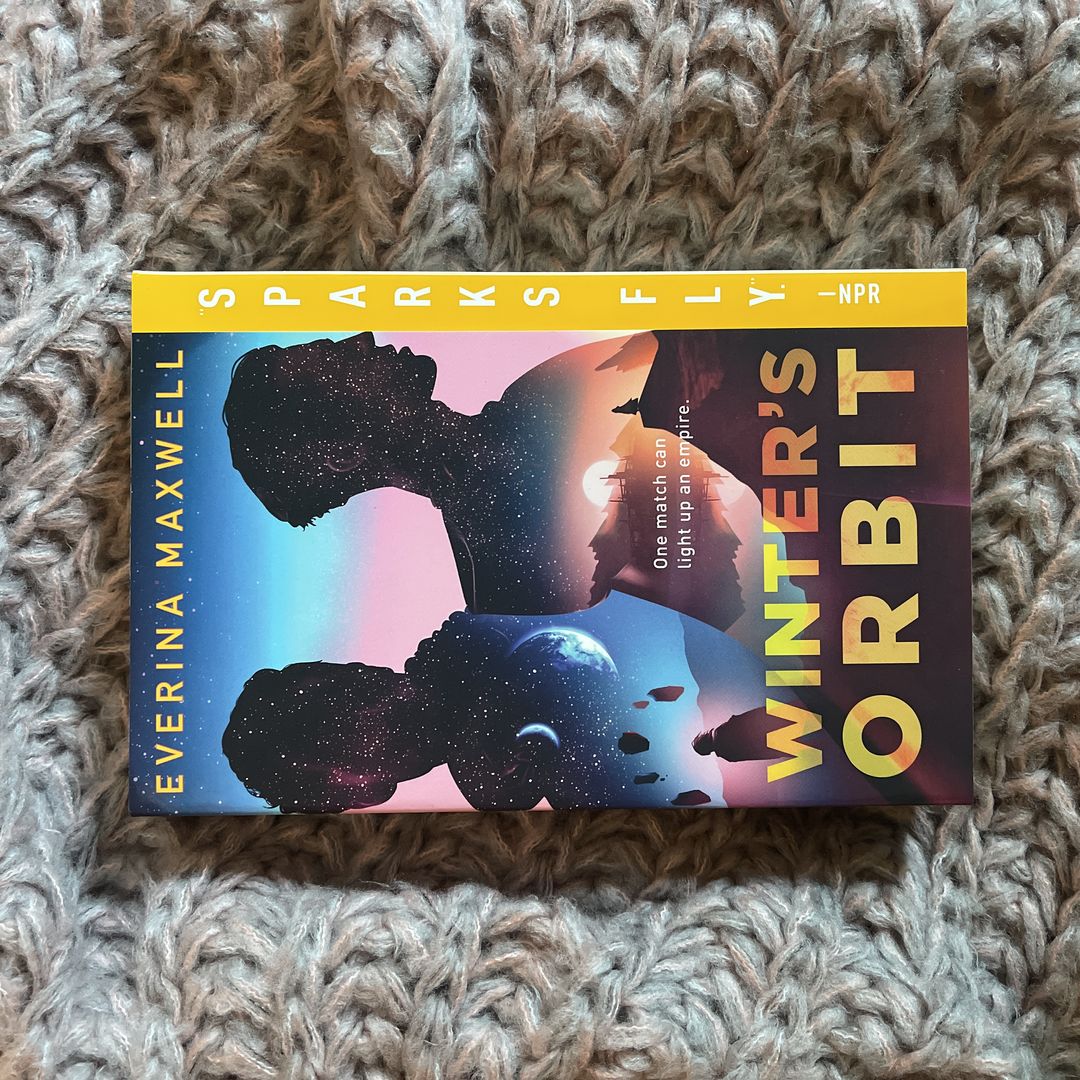 EVERINA MAXWELL
One match can
light up an empire.
WINTER'S
ORBIT
"SPARKS FLY." —NPR